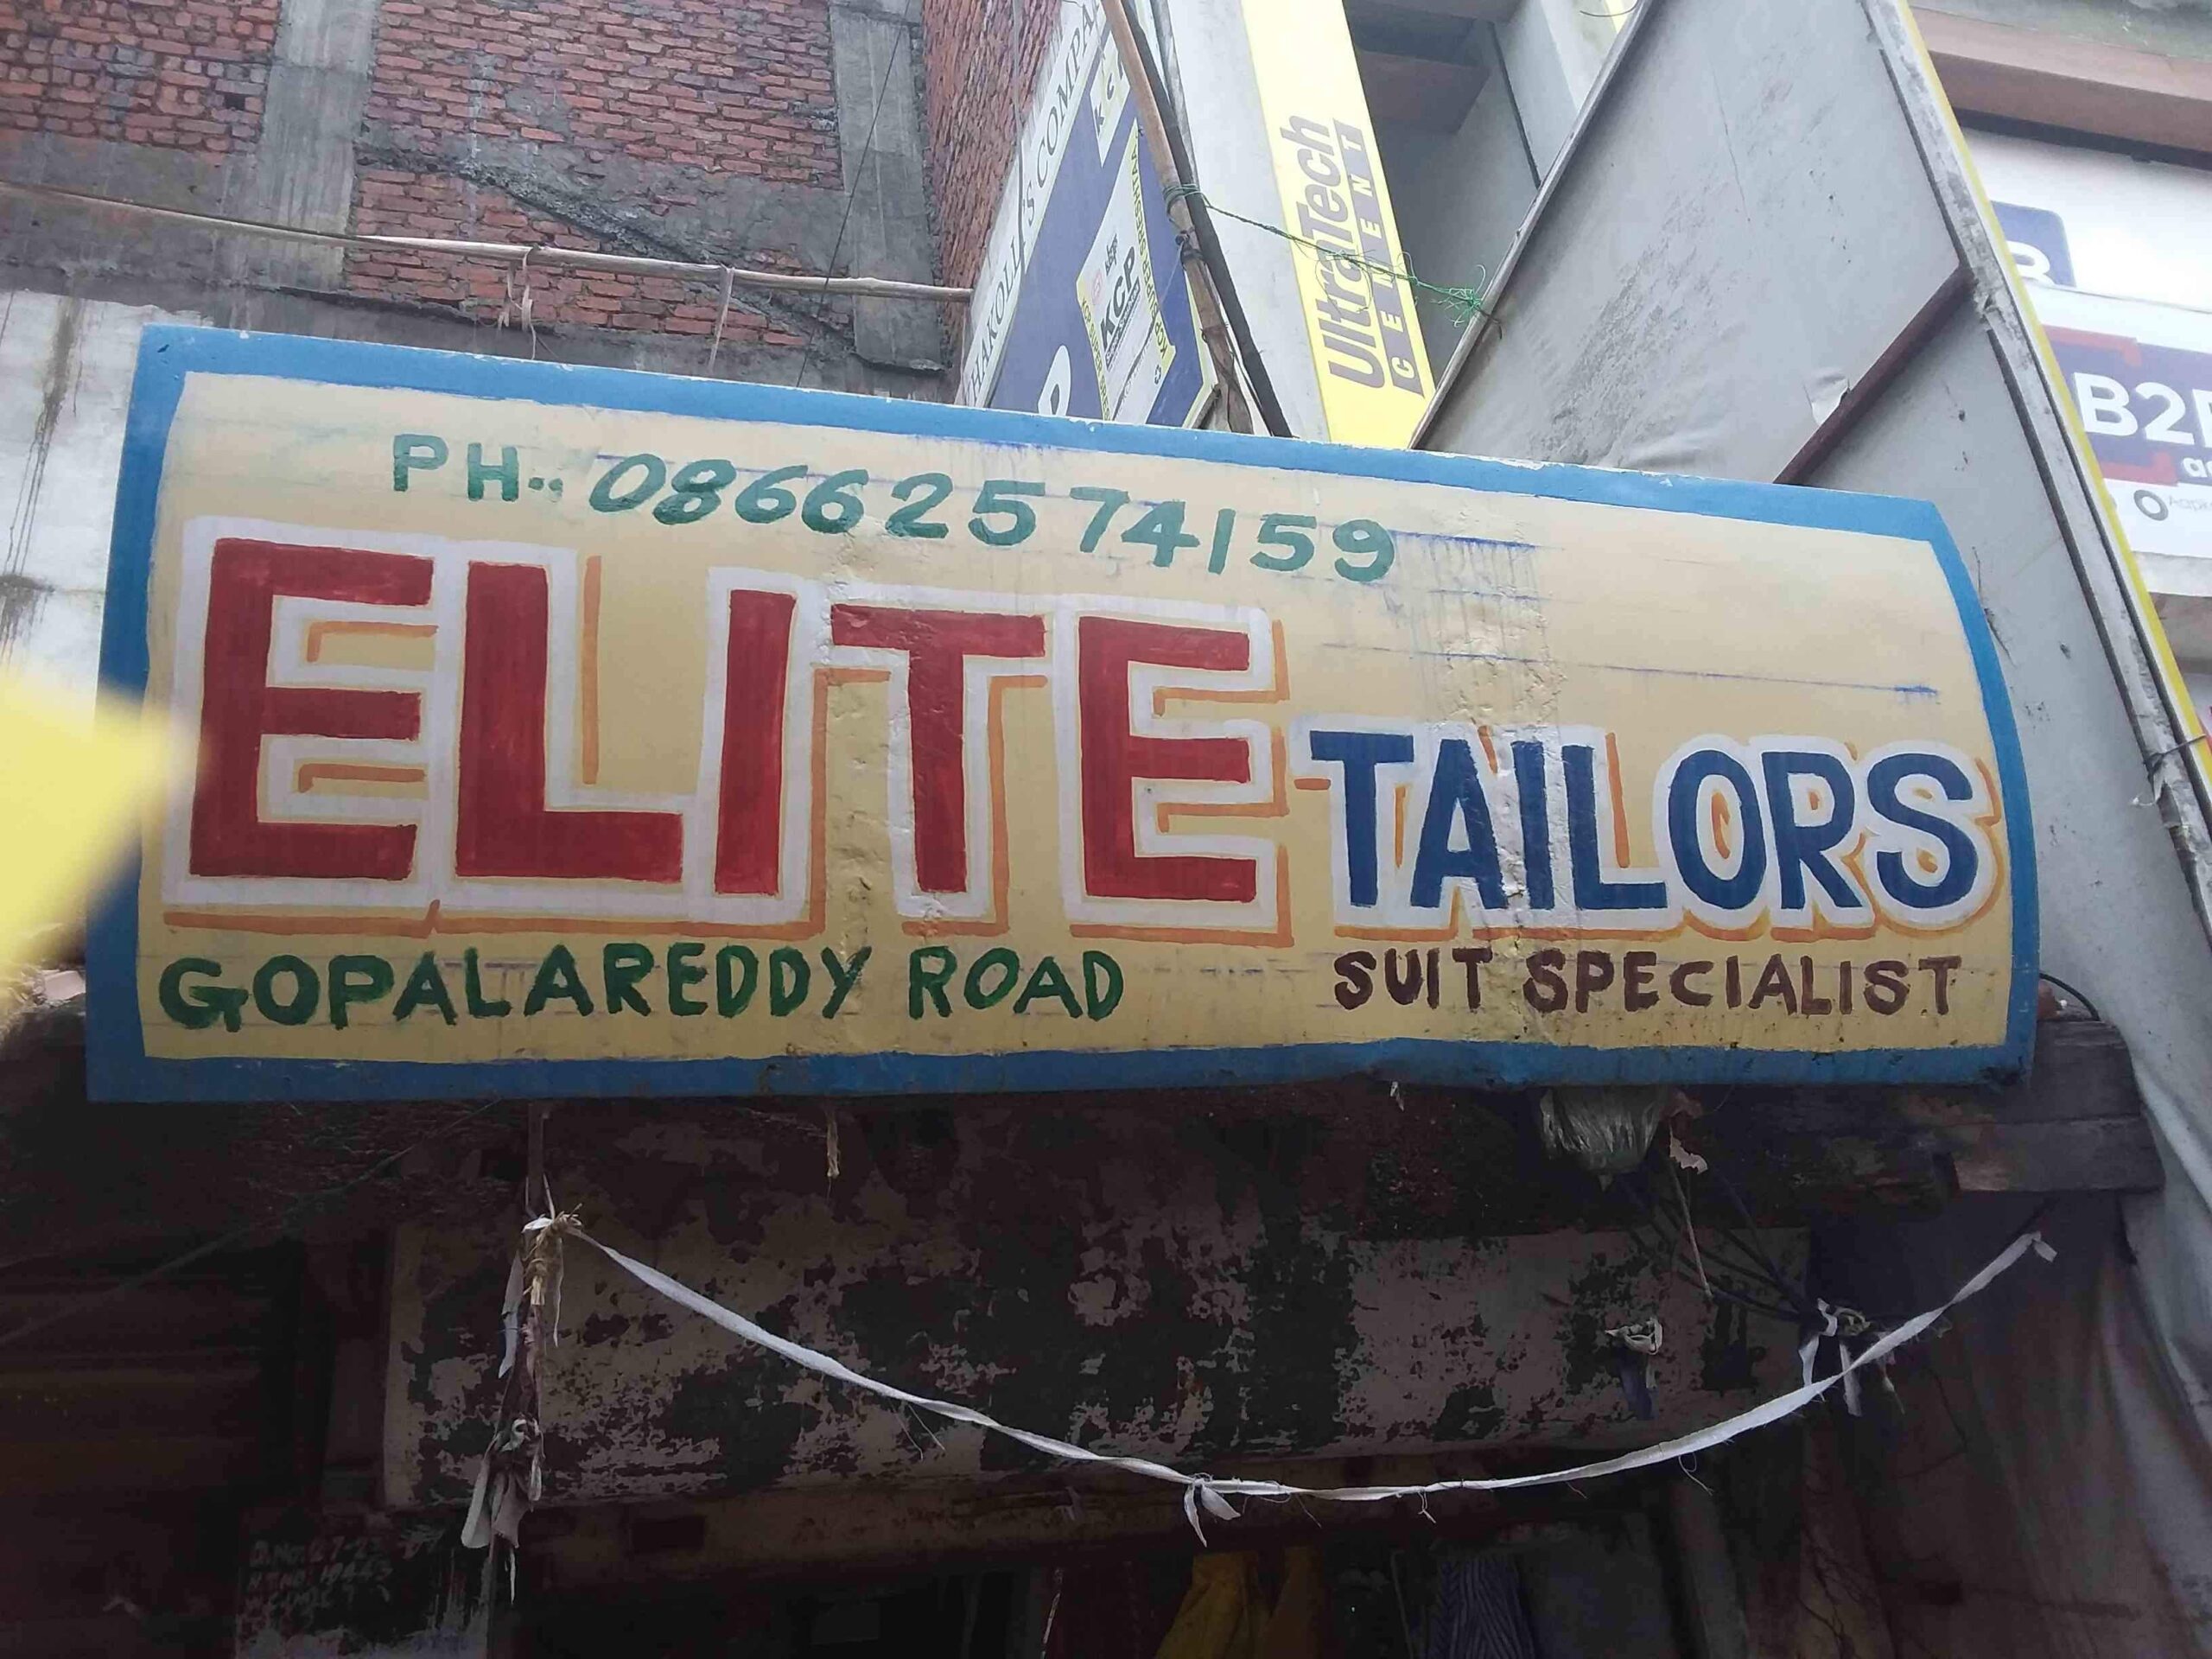 PH.. 08662574159
ELITE TAILORS
GOPALAREDDY ROAD SUIT SPECIALIST
UltraTech
CEMENT
KCP
B2